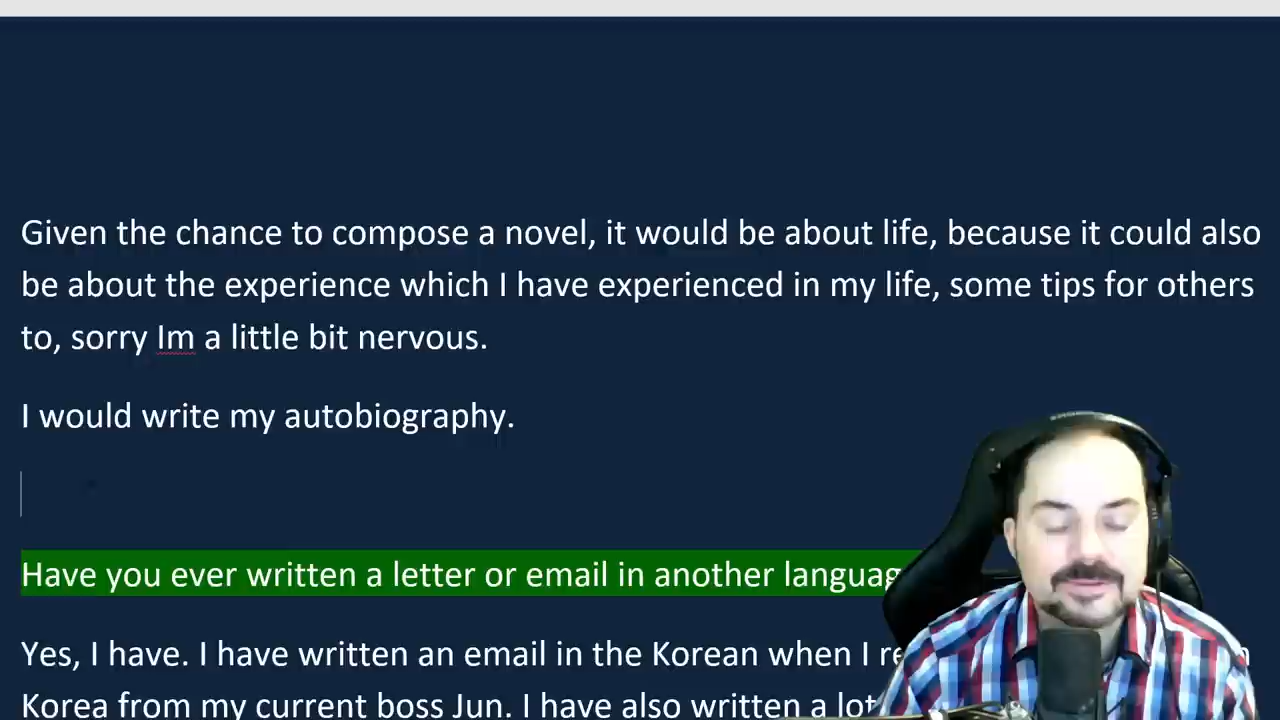 Given the chance to compose a novel, it would be about life, because it could also
be about the experience which I have experienced in my life, some tips for others
to, sorry Im a little bit nervous.
I would write my autobiography.
Have you ever written a letter or email in another
Yes, I have. I have written an email in the Korean when I
Korea from my current boss Jun. I have also written a lot